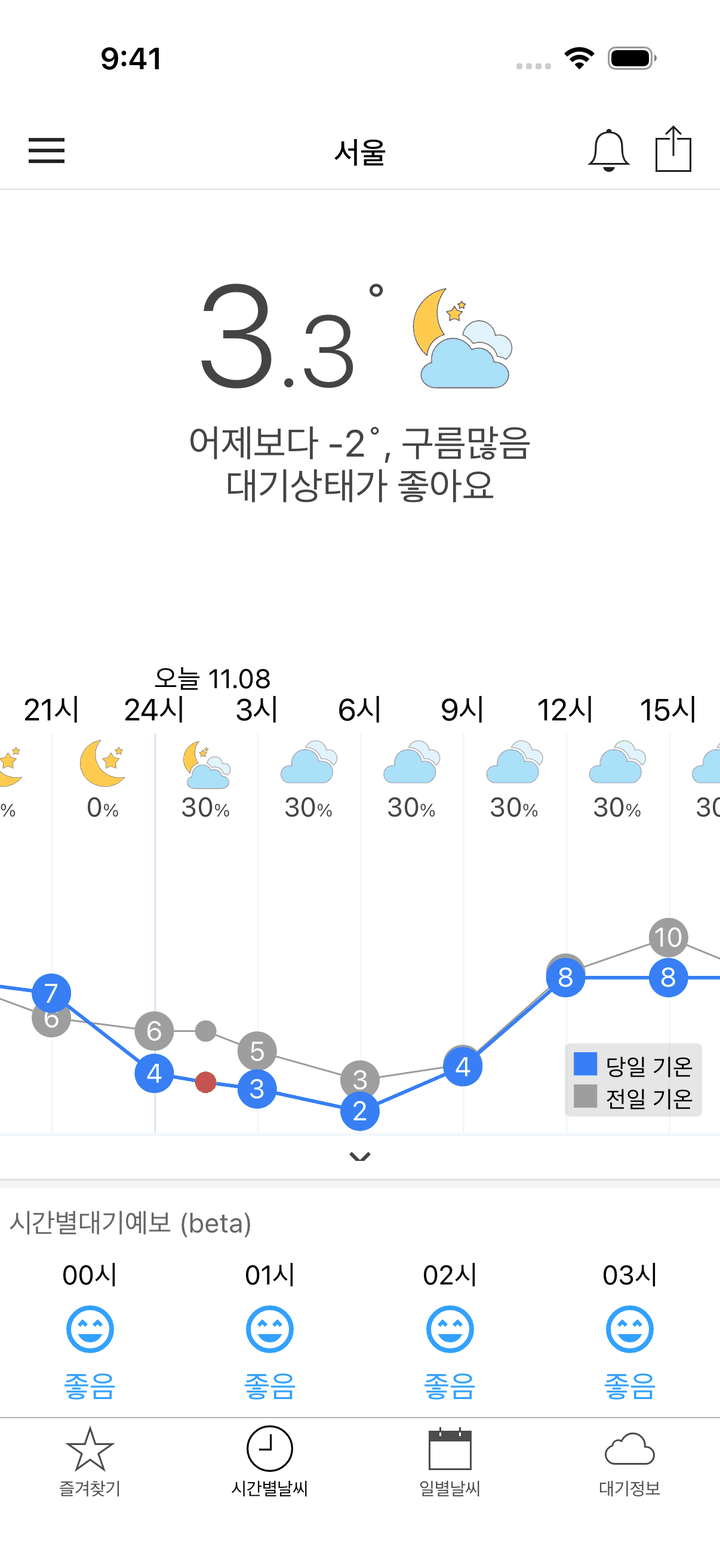 9:41
서울
3.3°
어제보다 -2˚, 구름많음
대기상태가 좋아요
오늘 11.08
21시 24시 3시 6시 9시 12시 15시
% 0% 30% 30% 30% 30% 30% 30
10
7 8 8
6 6
5
4 3 3 4
2
당일 기온
전일 기온
시간별대기예보 (beta)
00시 01시 02시 03시
좋음 좋음 좋음 좋음
즐겨찾기 시간별날씨 일별날씨 대기정보